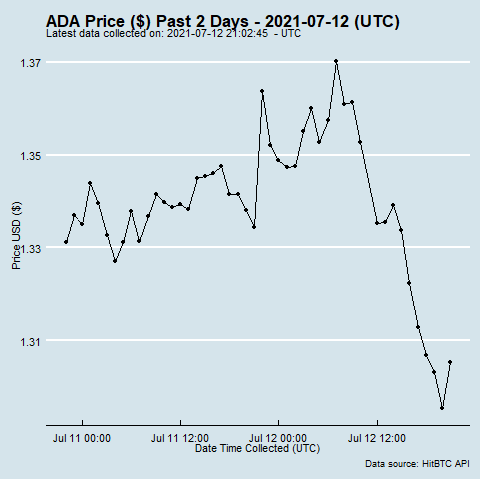 ADA Price ($) Past 2 Days - 2021-07-12 (UTC)
Latest data collected on: 2021-07-12 21:02:45 - UTC
1.37
1.35
1.33
1.31
Price USD ($)
Jul 11 00:00 Jul 11 12:00 Jul 12 00:00 Jul 12 12:00
Date Time Collected (UTC)
Data source: HitBTC API